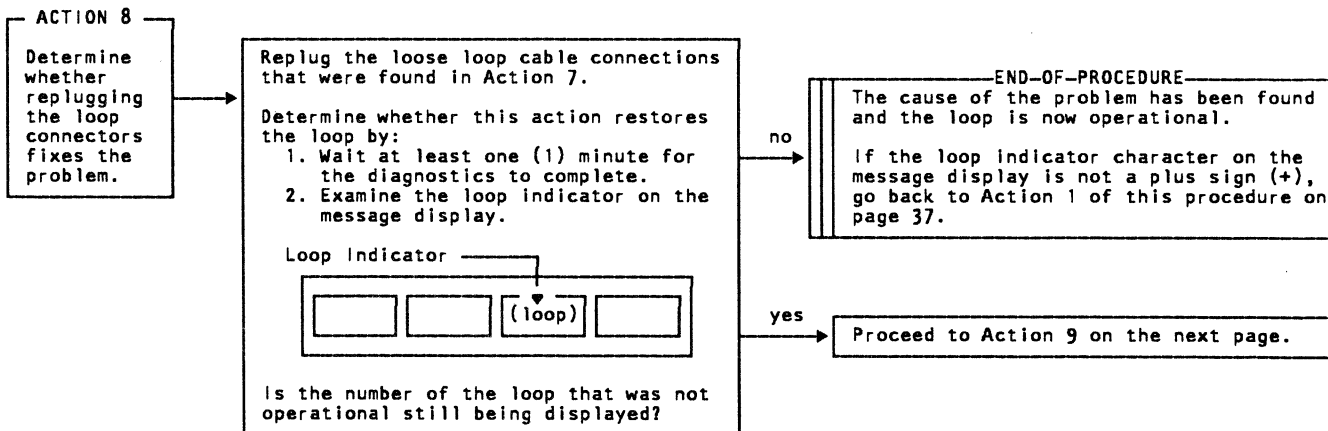 ACTION 8
Determine
whether
replugging
the loop
connectors
fixes the
problem.
Replug the loose loop cable connections
that were found in Action 7.
Determine whether this action restores
the loop by:
1. Wait at least one (1) minute for
the diagnostics to complete.
2. Examine the loop indicator on the
message display.
Loop Indicator
(loop)
Is the number of the loop that was not
operational still being displayed?
no
END-OF-PROCEDURE
The cause of the problem has been found
and the loop is now operational.
If the loop indicator character on the
message display is not a plus sign (+),
go back to Action 1 of this procedure on
page 37.
yes
Proceed to Action 9 on the next page.